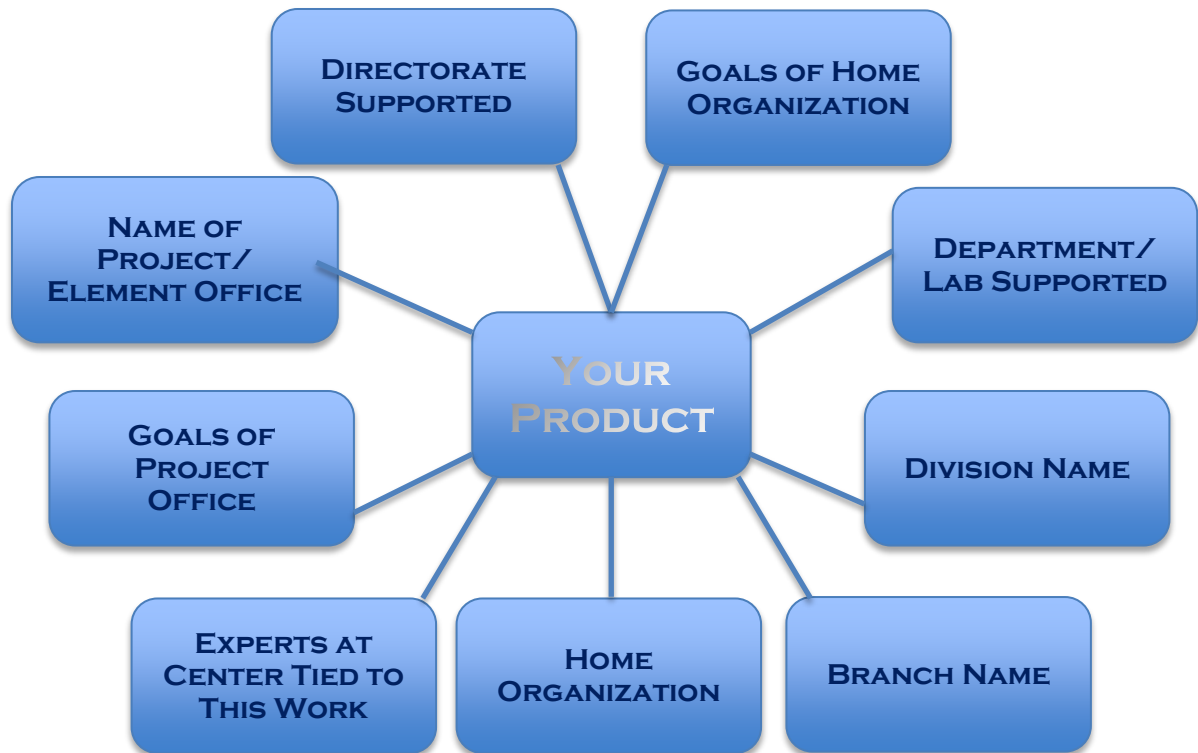 Directorate
Supported
Goals of Home
Organization
Name of
Project/
Element Office
Department/
Lab Supported
Your
Product
Goals of
Project
Office
Division Name
Experts at
Center Tied to
This Work
Home
Organization
Branch Name